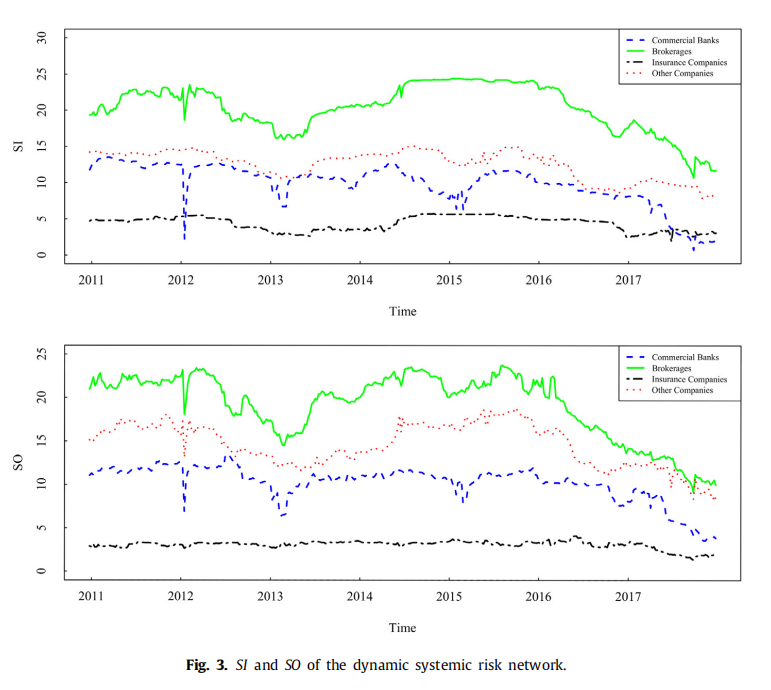 30
25
20
15
10
5
0
SI
Commercial Banks
Brokerages
Insurance Companies
Other Companies
2011 2012 2013 2014 2015 2016 2017
Time
25
20
15
10
5
0
SO
Commercial Banks
Brokerages
Insurance Companies
Other Companies
2011 2012 2013 2014 2015 2016 2017
Time
Fig. 3. SI and SO of the dynamic systemic risk network.